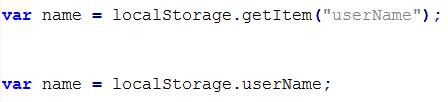 var name = localStorage.getItem("userName");
var name = localStorage.userName;